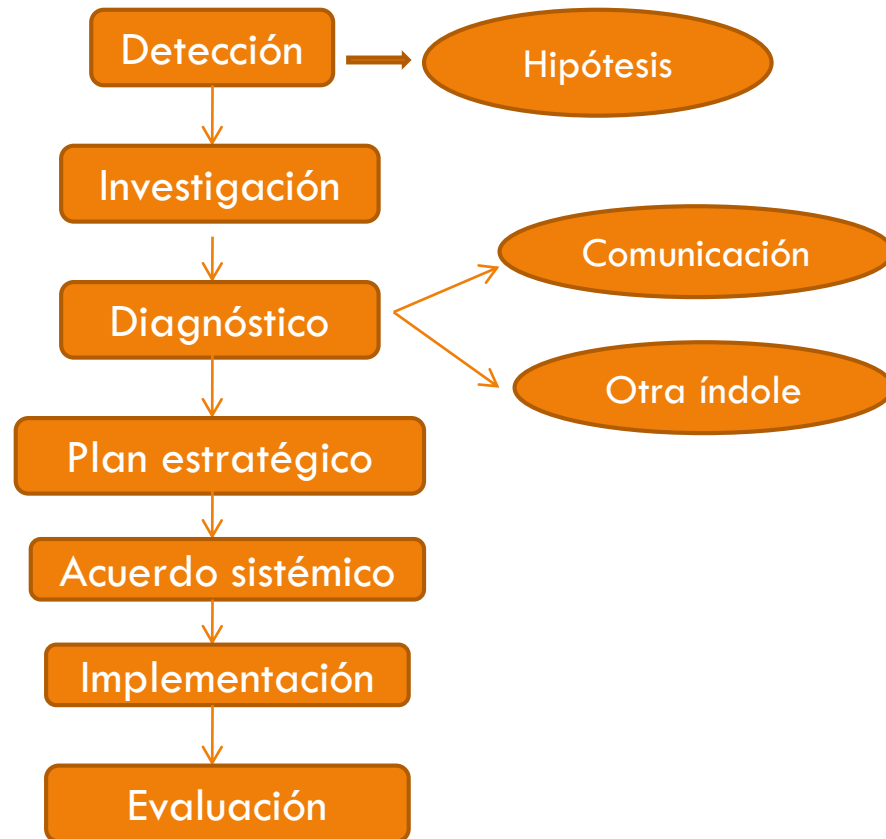 Detección
Hipótesis
Investigación
Comunicación
Diagnóstico
Otra índole
Plan estratégico
Acuerdo sistémico
Implementación
Evaluación